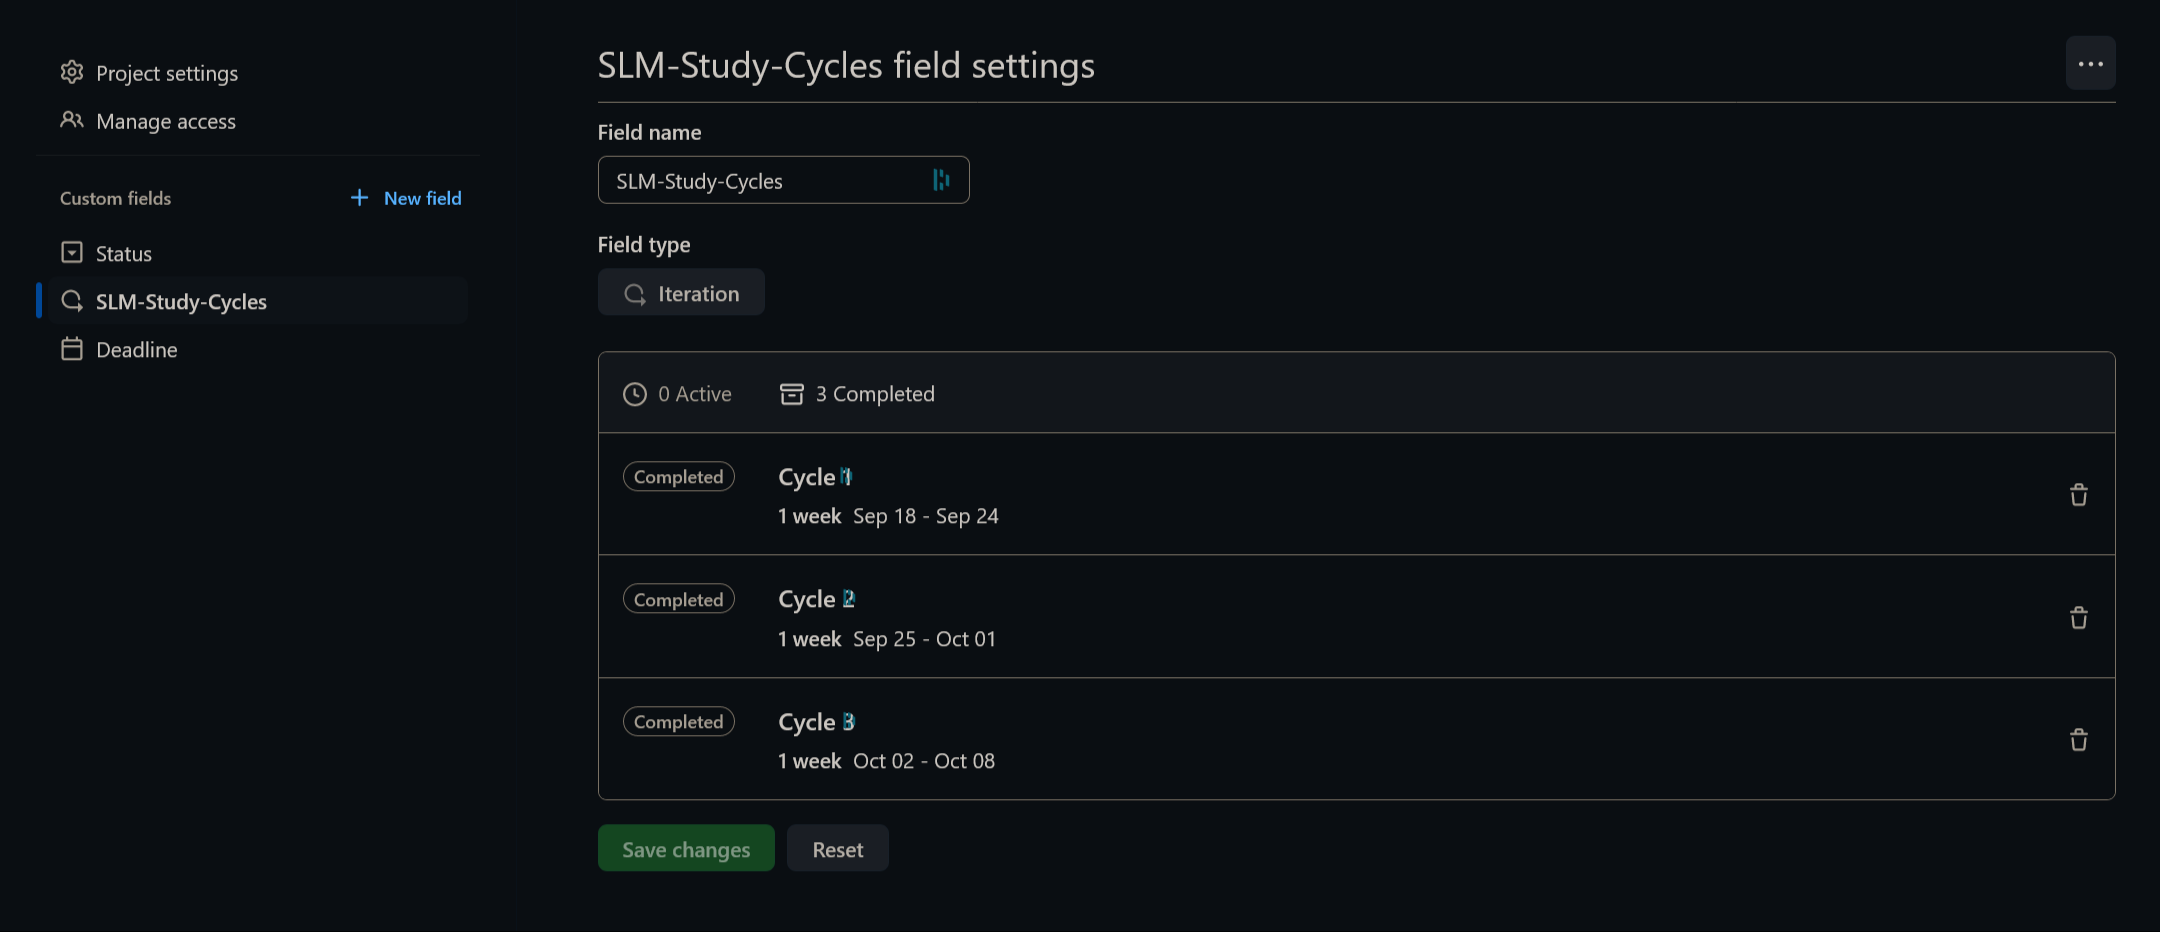 Project settings
Manage access
Custom fields
New field
Status
SLM-Study-Cycles
Deadline
SLM-Study-Cycles field settings
Field name
SLM-Study-Cycles
Field type
Iteration
0 Active
3 Completed
Completed
Cycle 1
1 week Sep 18 - Sep 24
Completed
Cycle 2
1 week Sep 25 - Oct 01
Completed
Cycle 3
1 week Oct 02 - Oct 08
Save changes
Reset